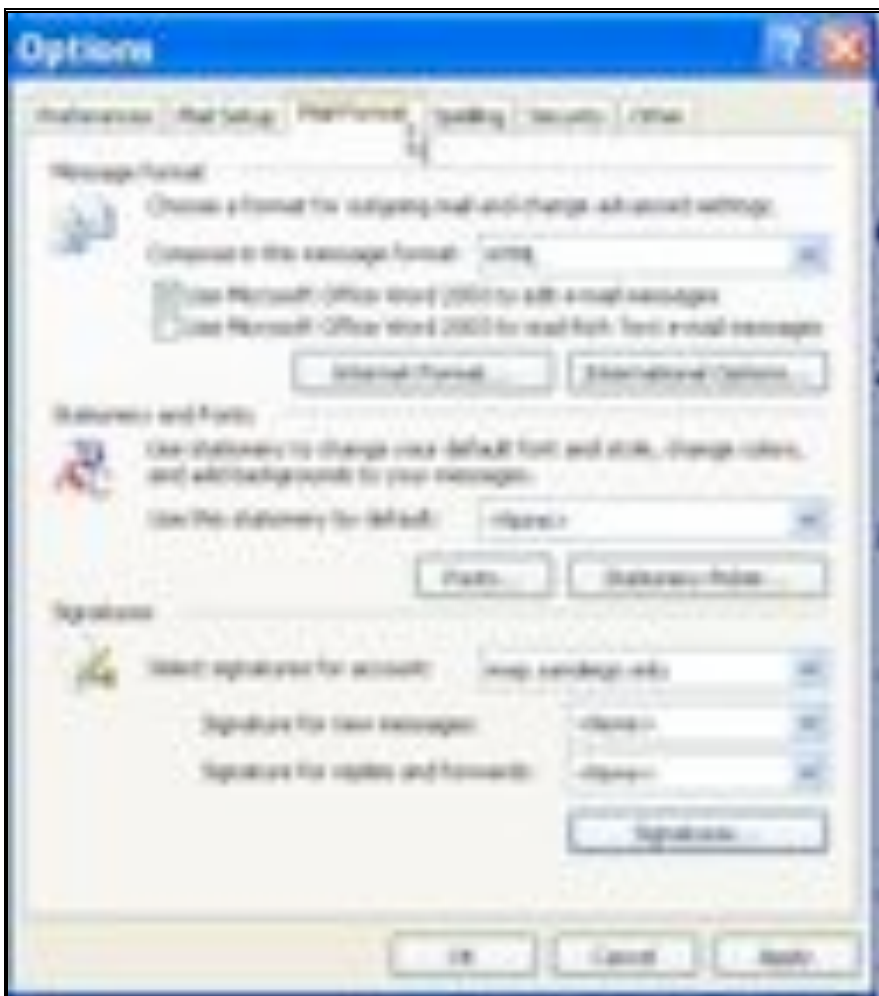 Options
Preferences Mail Setup Mail Format Spelling Security Other
Message Format
Choose a format for outgoing mail and change advanced settings.
Compose in this message format: HTML
Use Microsoft Office Word 2003 to edit e-mail messages
Use Microsoft Office Word 2003 to read Rich Text e-mail messages
Internet Format... International Options...
Stationery and Fonts
Use stationery to change your default font and style, change colors,
and add backgrounds to your messages.
Use this stationery by default: <None>
Fonts... Stationery Picker...
Signatures
Select signatures for account: imap.sandiego.edu
Signature for new messages: <None>
Signature for replies and forwards: <None>
Signatures...
OK Cancel Apply